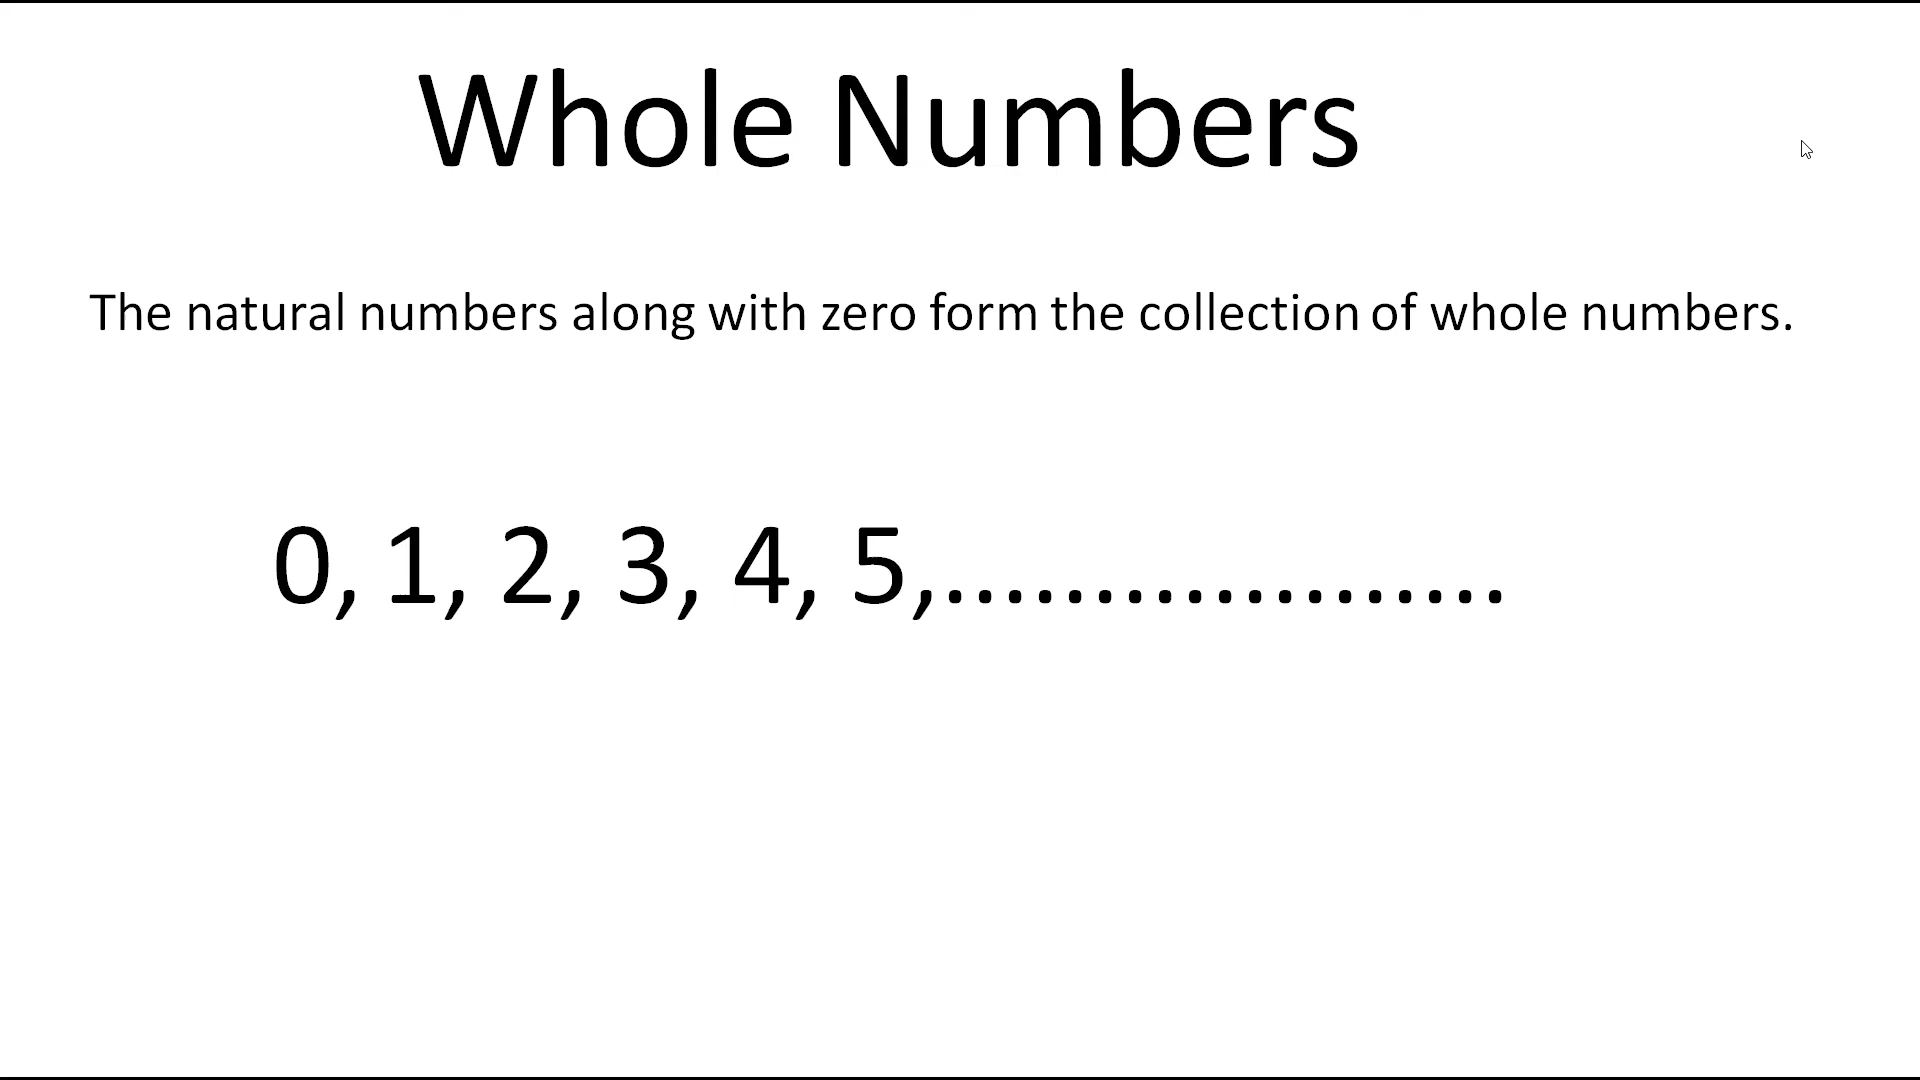 Whole Numbers
The natural numbers along with zero form the collection of whole numbers.
0, 1, 2, 3, 4, 5,...................